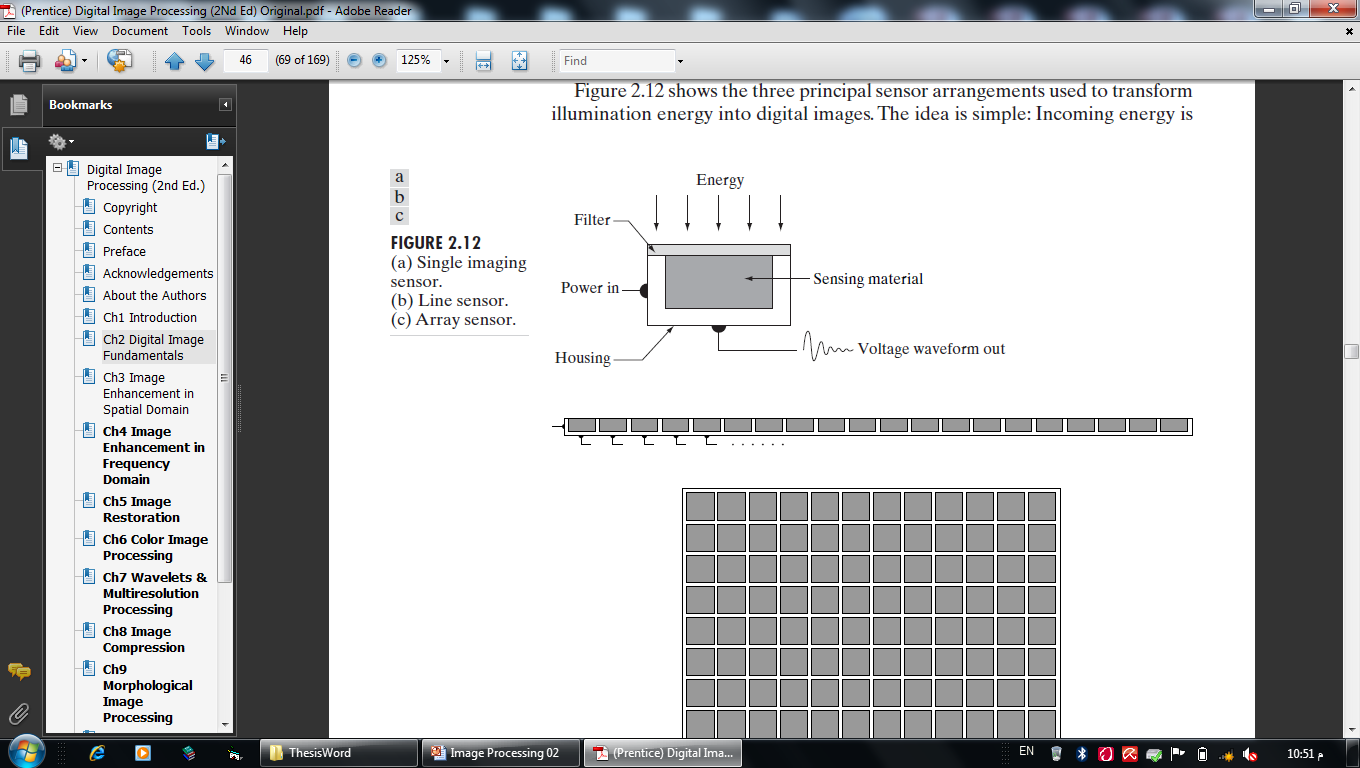 (Prentice) Digital Image Processing (2Nd Ed) Original.pdf - Adobe Reader
File Edit View Document Tools Window Help
46 (69 of 169) 125% Find
Bookmarks
Digital Image
Processing (2nd Ed.)
Copyright
Contents
Preface
Acknowledgements
About the Authors
Ch1 Introduction
Ch2 Digital Image
Fundamentals
Ch3 Image
Enhancement in
Spatial Domain
Ch4 Image
Enhancement in
Frequency
Domain
Ch5 Image
Restoration
Ch6 Color Image
Processing
Ch7 Wavelets &
Multiresolution
Processing
Ch8 Image
Compression
Ch9
Morphological
Image
Processing
Figure 2.12 shows the three principal sensor arrangements used to transform
illumination energy into digital images. The idea is simple: Incoming energy is
a
b
c
FIGURE 2.12
(a) Single imaging
sensor.
(b) Line sensor.
(c) Array sensor.
Energy
Filter
Sensing material
Power in
Housing
Voltage waveform out
ThesisWord
Image Processing 02
(Prentice) Digital Ima...
EN
10:51 م